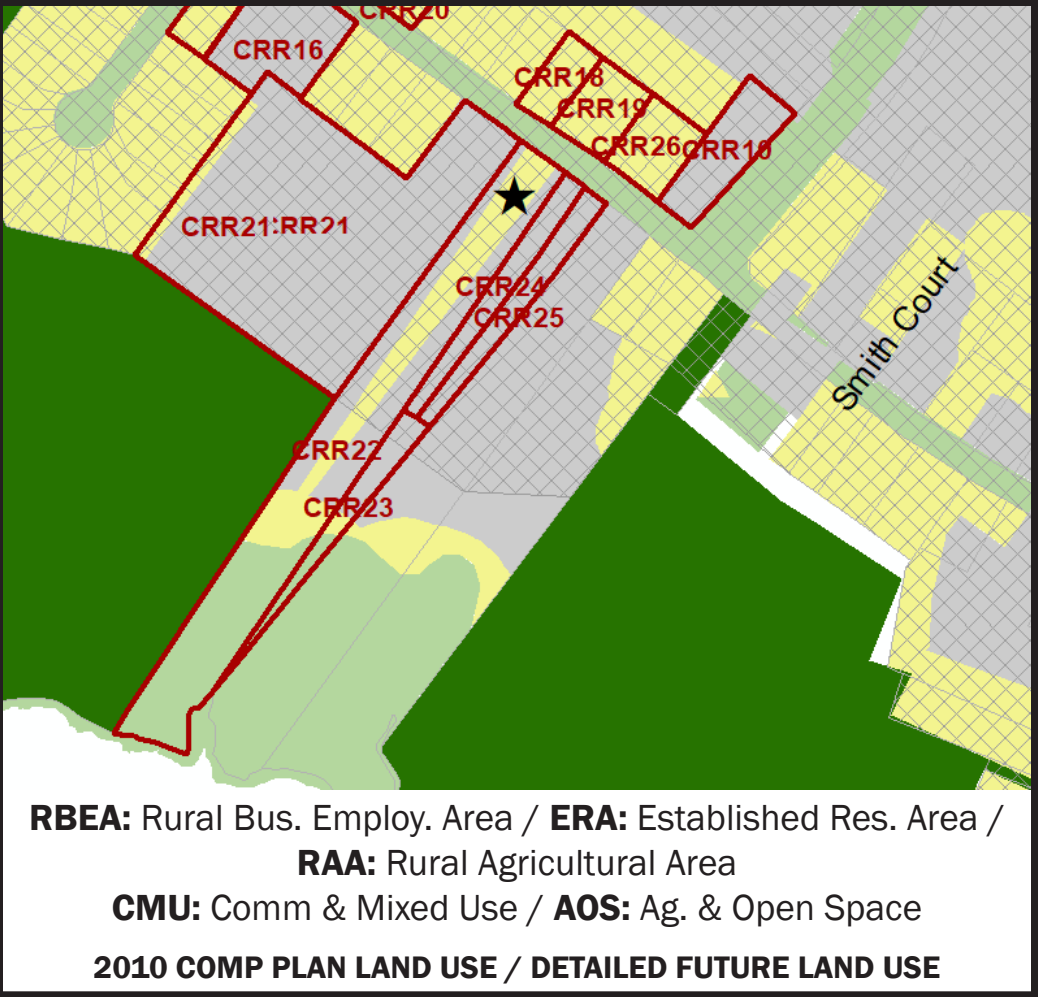 CRR20
CRR16
CRR18
CRR19
CRR26
CRR10
CRR21
CRR21
CRR24
CRR25
Smith Court
CRR22
CRR23
RBEA: Rural Bus. Employ. Area / ERA: Established Res. Area /
RAA: Rural Agricultural Area
CMU: Comm & Mixed Use / AOS: Ag. & Open Space
2010 COMP PLAN LAND USE / DETAILED FUTURE LAND USE